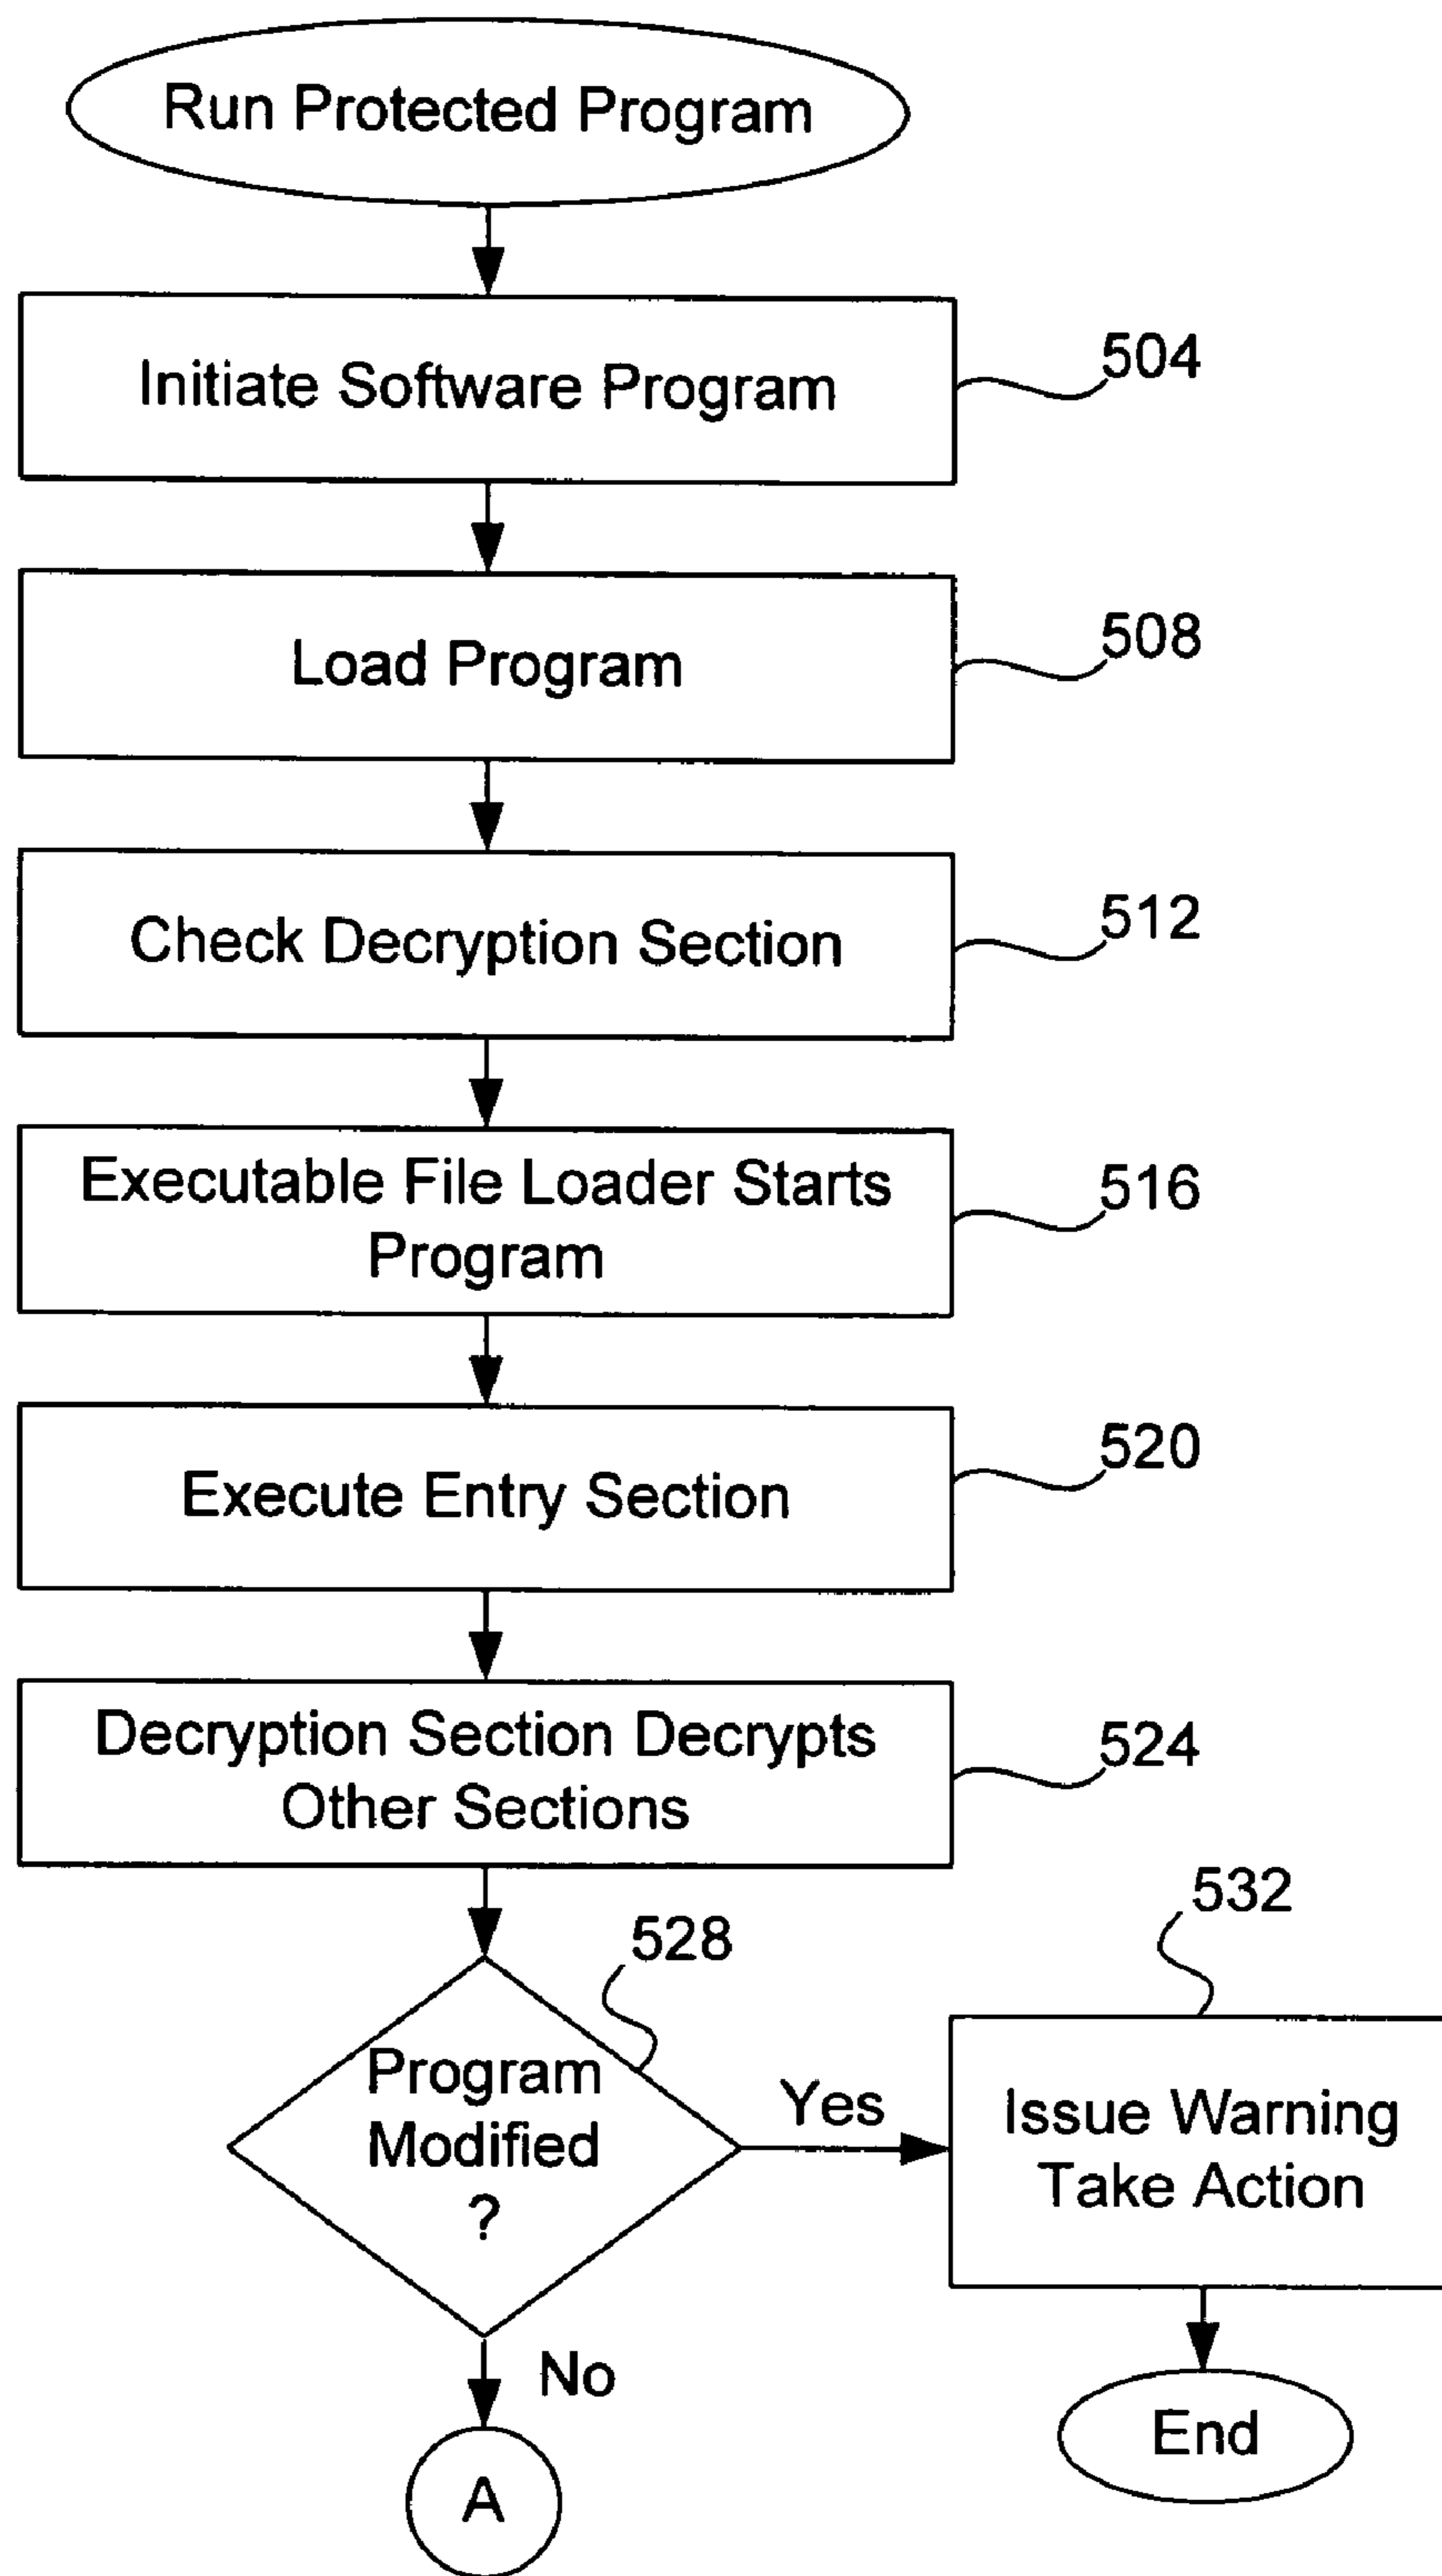 Run Protected Program
Initiate Software Program
504
Load Program
508
Check Decryption Section
512
Executable File Loader Starts
Program
516
Execute Entry Section
520
Decryption Section Decrypts
Other Sections
524
528
532
Program
Modified
?
Yes
Issue Warning
Take Action
No
End
A